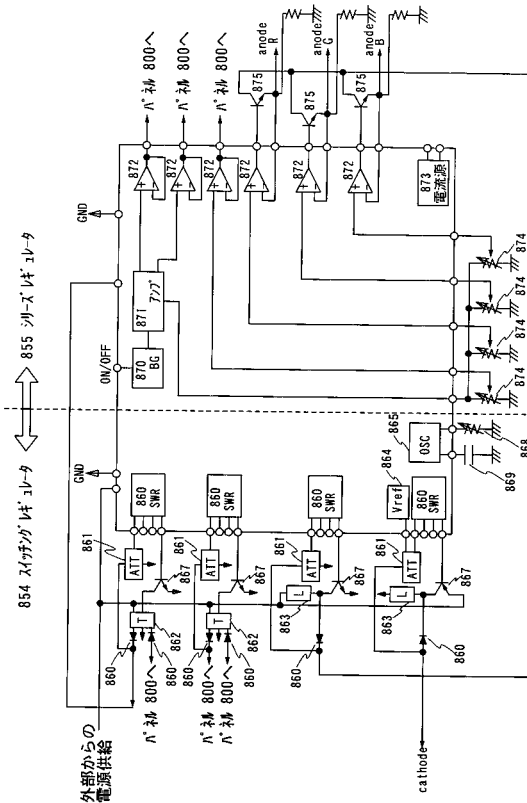 854 スイッチング レギュレータ
855 シリーズ レギュレータ
外部からの
電源供給
GND
GND
ON/OFF
870
BG
871
アンプ
872
872
872
872
872
872
パネル 800へ
パネル 800へ
パネル 800へ
875
875
875
anode
R
anode
G
anode
B
873
電流源
874
874
874
874
860
SWR
860
SWR
860
SWR
860
SWR
861
ATT
861
ATT
861
ATT
861
ATT
T
862
T
862
L
863
L
863
864
Vref
865
OSC
867
867
867
867
868
869
860
860
860
860
860
860
パネル 800へ
パネル 800へ
パネル 800へ
cathode